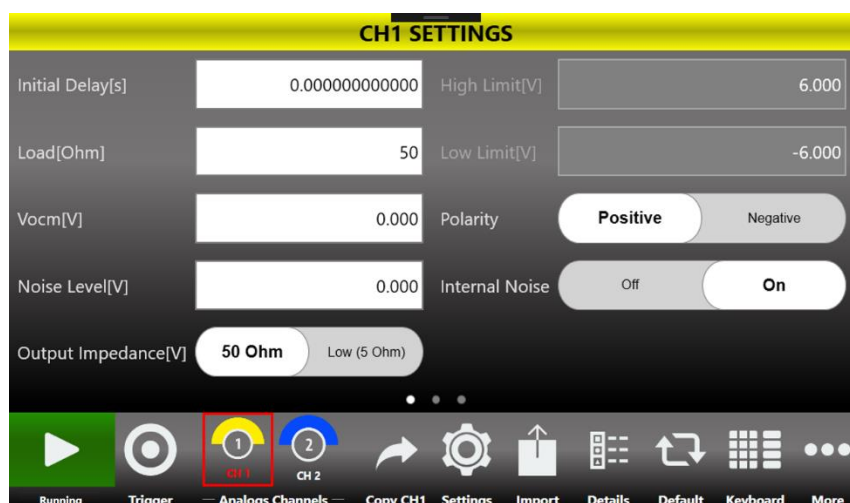 CH1 SETTINGS
Initial Delay[s] 0.000000000000 High Limit[V] 6.000
Load[Ohm] 50 Low Limit[V] -6.000
Vocm[V] 0.000 Polarity Positive Negative
Noise Level[V] 0.000 Internal Noise Off On
Output Impedance[V] 50 Ohm Low (5 Ohm)
1 2
CH 1 CH 2
Running Trigger Analogs Channels Copy CH1 Settings Import Details Default Keyboard More